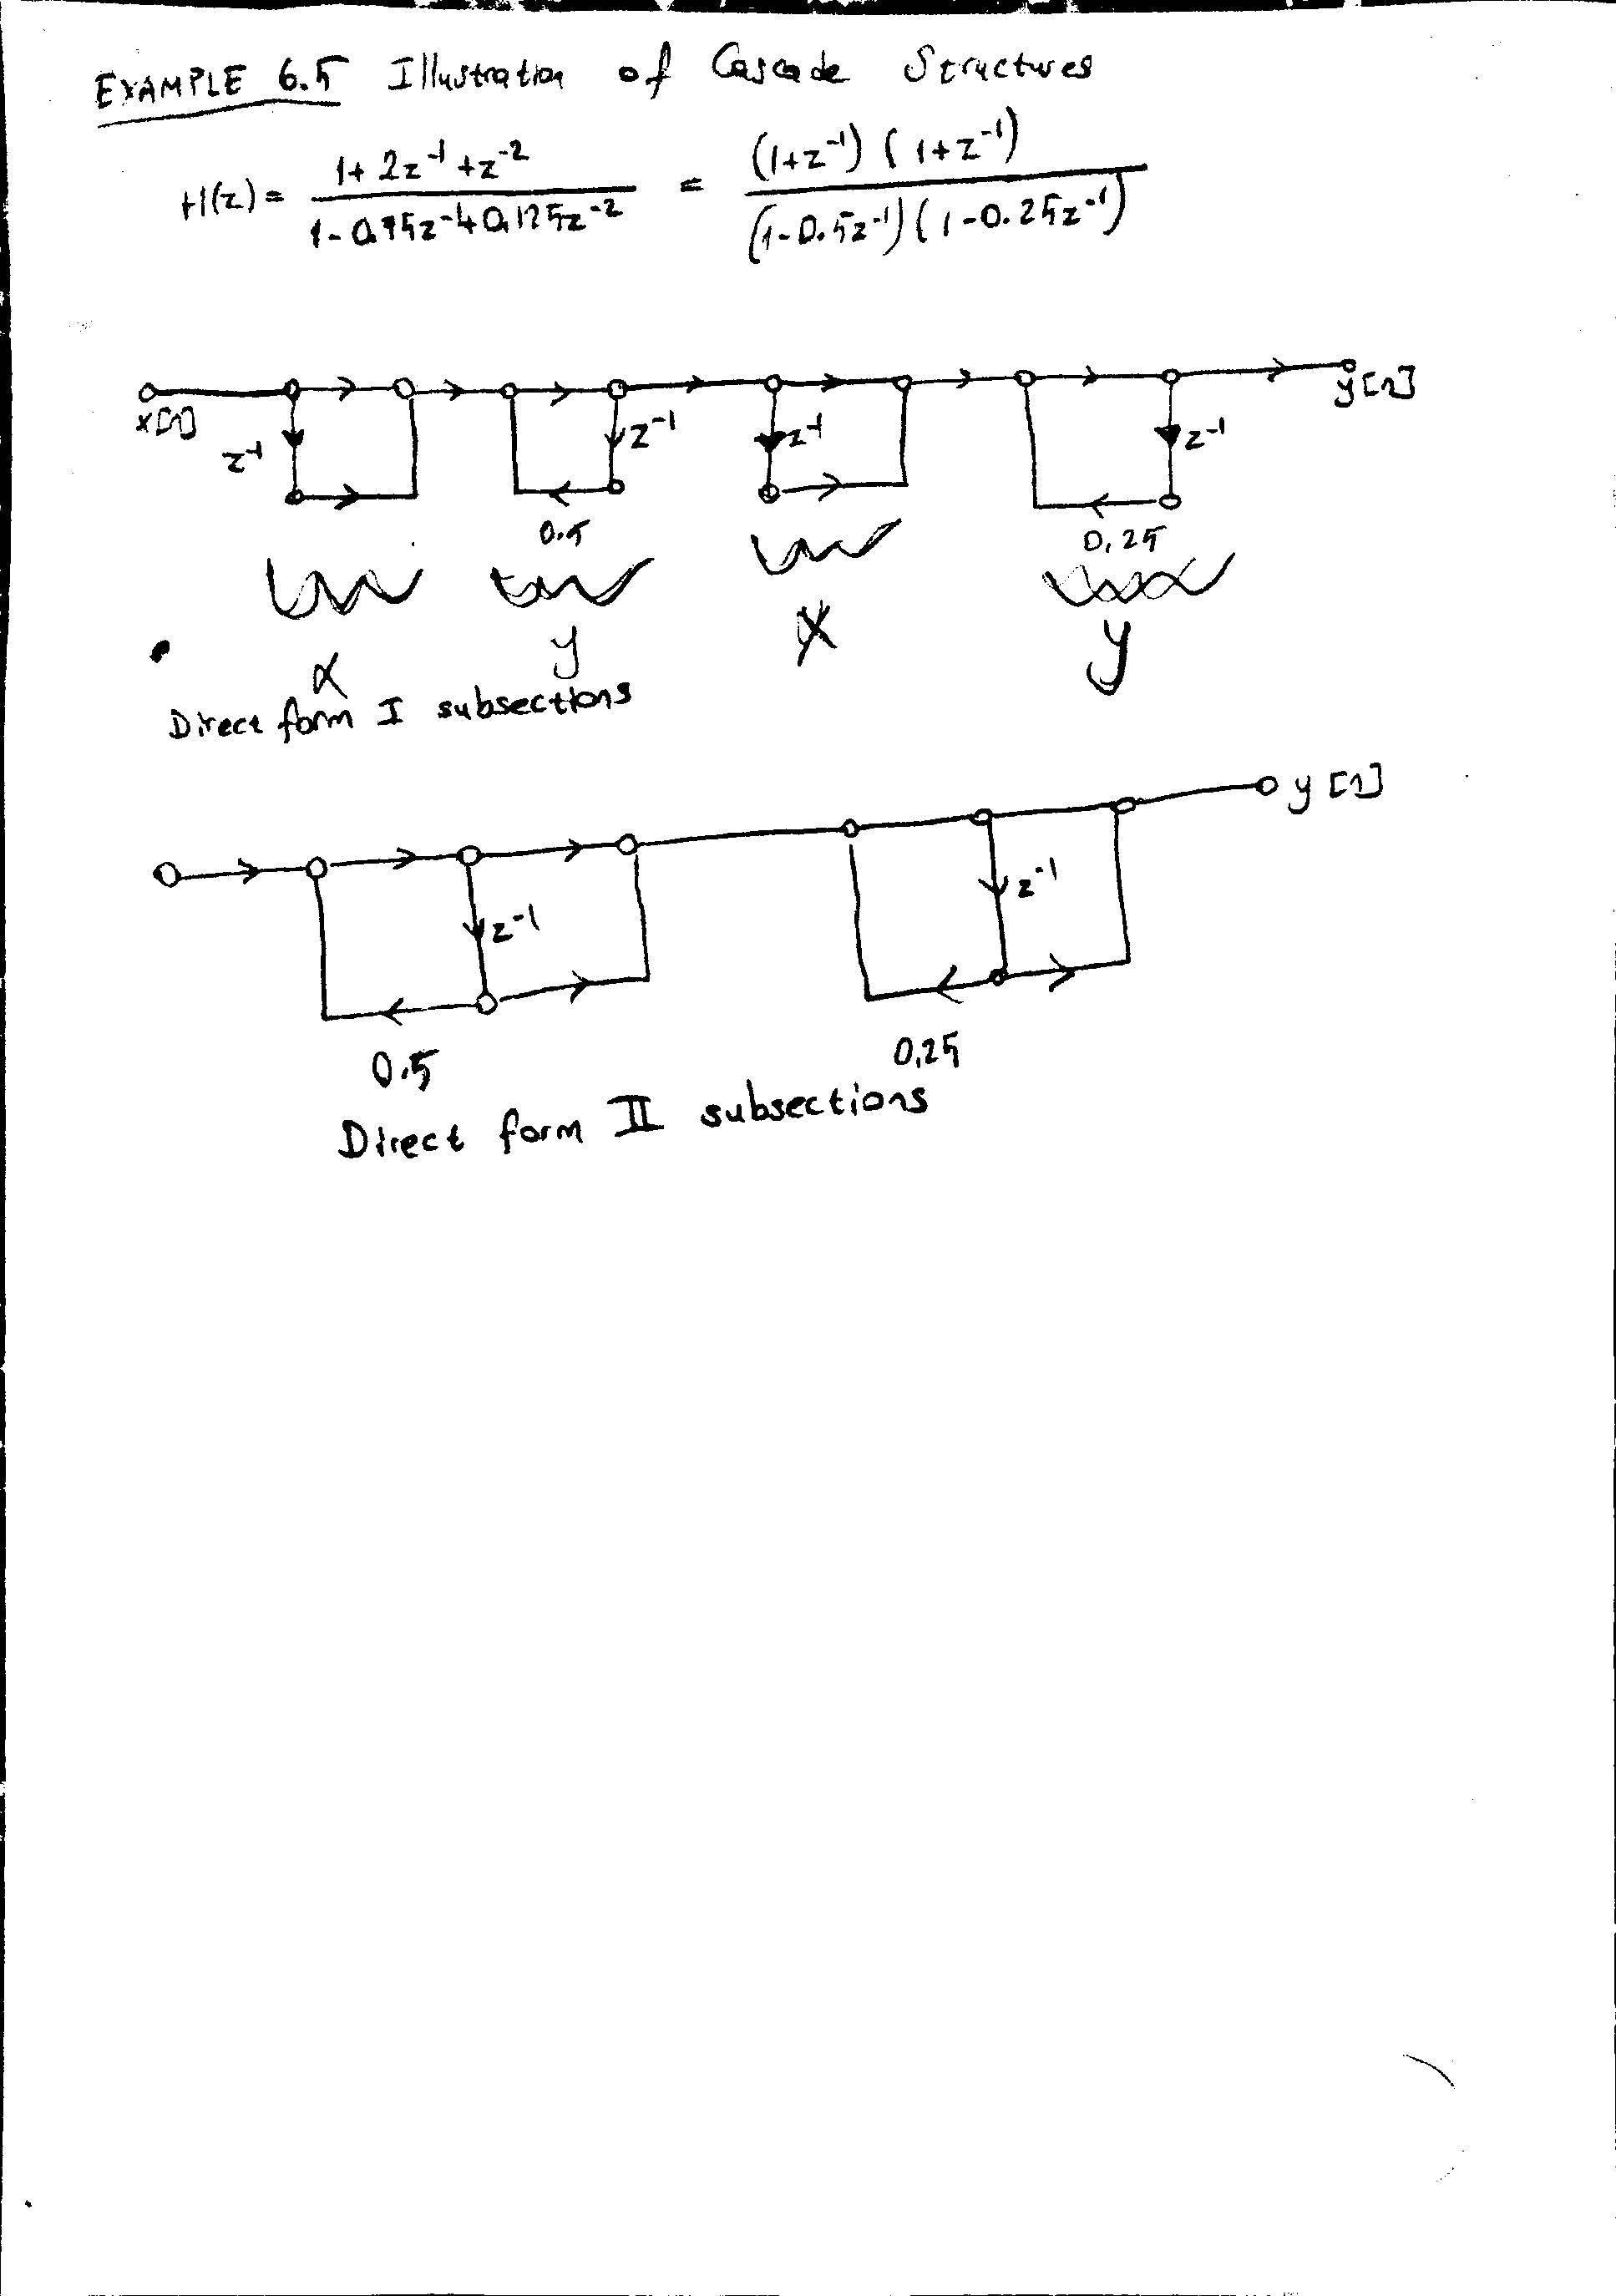 EXAMPLE 6.5 Illustration of Cascade Structures
H(z) = 1 + 2z⁻¹ + z⁻² / 1 - 0,75z⁻¹ + 0,125z⁻² = (1+z⁻¹) (1+z⁻¹) / (1-0.5z⁻¹) (1-0.25z⁻¹)
x[n] y[n]
z⁻¹ z⁻¹ z⁻¹ z⁻¹
0.5 0,25
x y x y
Direct form I subsections
y[n]
z⁻¹ z⁻¹
0.5 0,25
Direct form II subsections